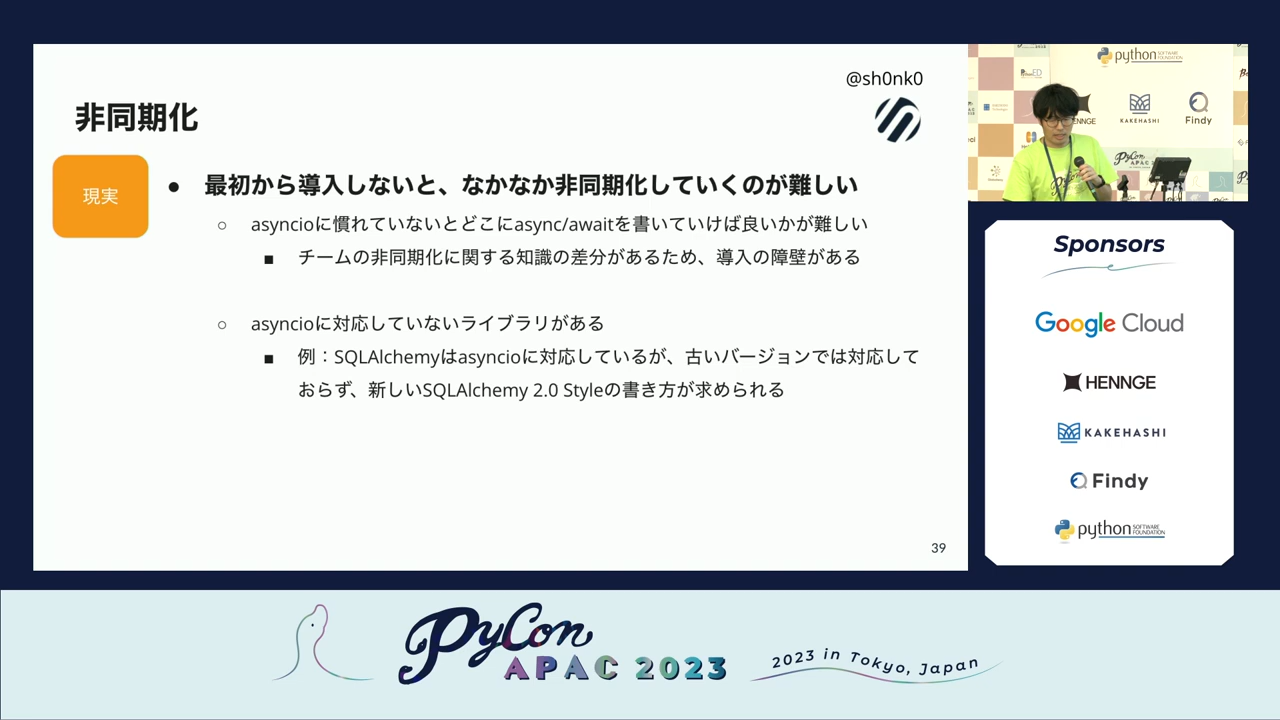 @sh0nk0
非同期化
現実
● 最初から導入しないと、なかなか非同期化していくのが難しい
○ asyncioに慣れていないとどこにasync/awaitを書いていけば良いかが難しい
■ チームの非同期化に関する知識の差分があるため、導入の障壁がある
○ asyncioに対応していないライブラリがある
■ 例：SQLAlchemyはasyncioに対応しているが、古いバージョンでは対応して
おらず、新しいSQLAlchemy 2.0 Styleの書き方が求められる
39
python
KAKEHASHI
Findy
Sponsors
Google Cloud
HENNGE
KAKEHASHI
Findy
python SOFTWARE FOUNDATION
PyCon
APAC 2023
2023 in Tokyo, Japan